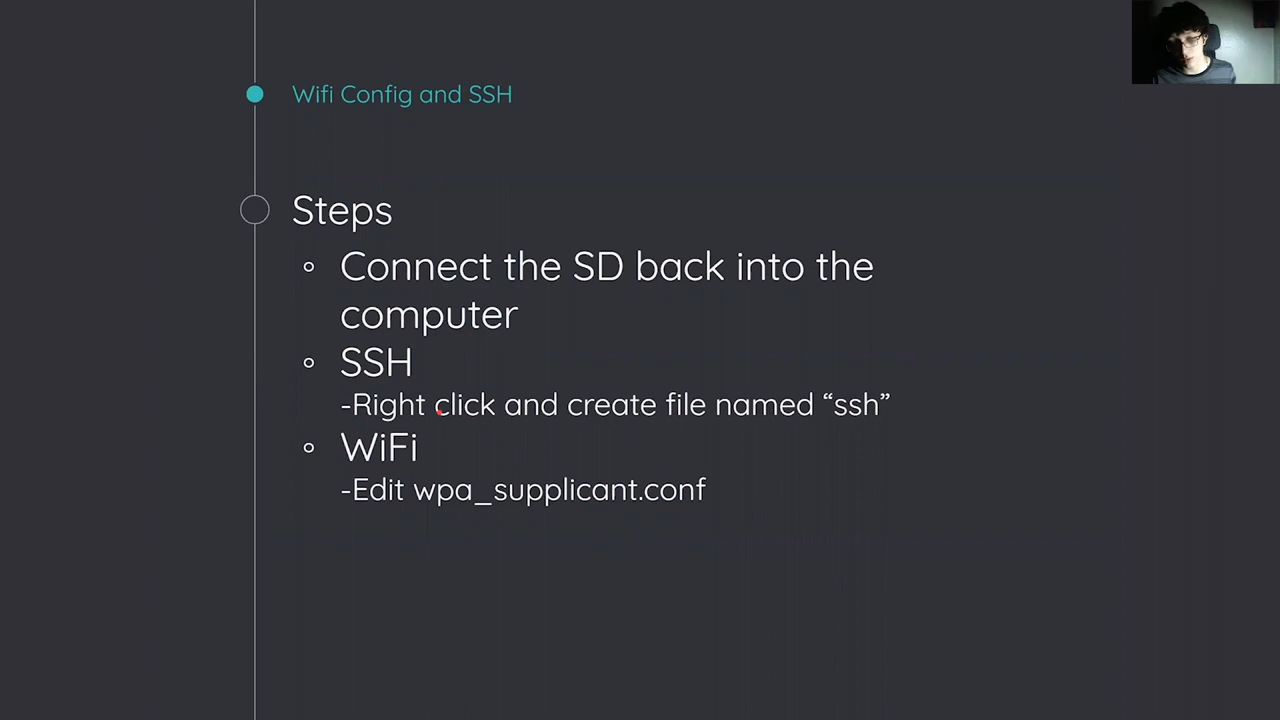 Wifi Config and SSH
Steps
Connect the SD back into the
computer
SSH
-Right click and create file named “ssh”
WiFi
-Edit wpa_supplicant.conf